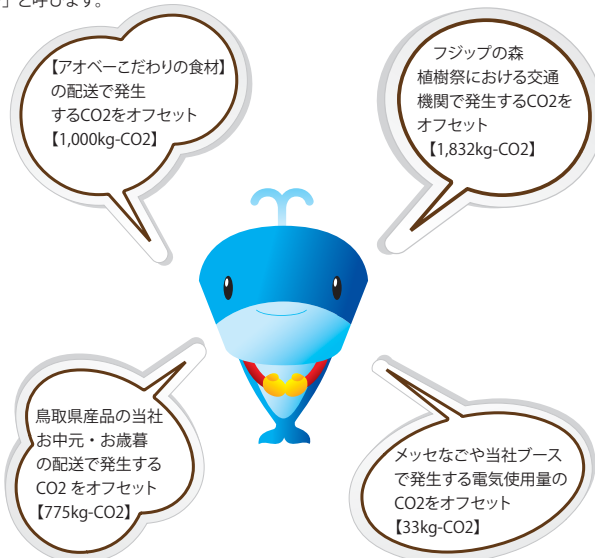 」と呼びます。
【アオベーこだわりの食材】
の配送で発生
するCO2をオフセット
【1,000kg-CO2】
フジップの森
植樹祭における交通
機関で発生するCO2を
オフセット
【1,832kg-CO2】
鳥取県産品の当社
お中元・お歳暮
の配送で発生する
CO2 をオフセット
【775kg-CO2】
メッセなごや当社ブース
で発生する電気使用量の
CO2をオフセット
【33kg-CO2】